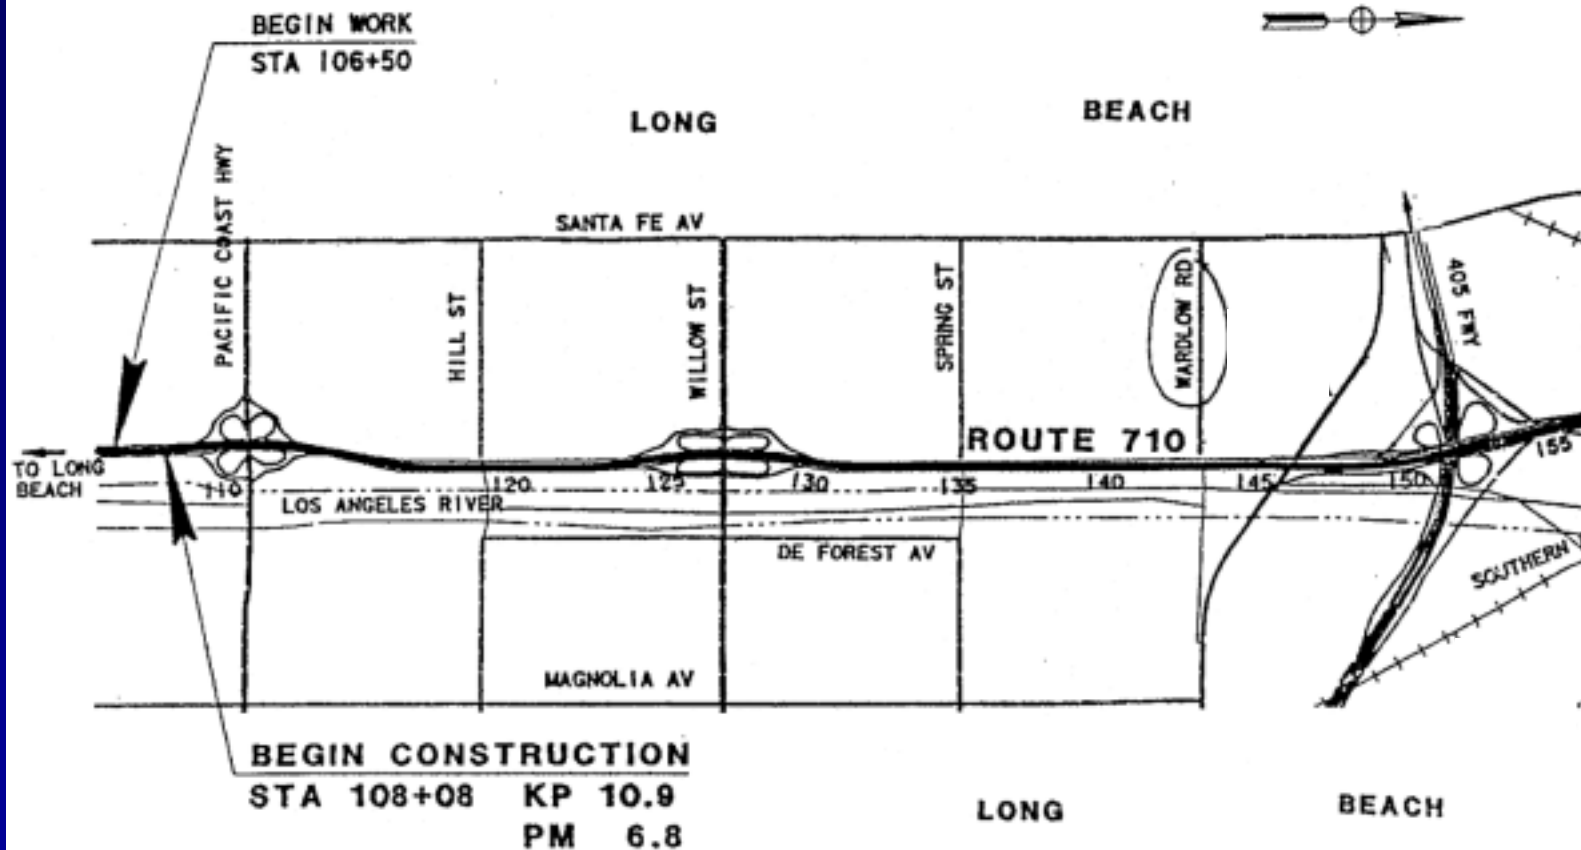 BEGIN WORK
STA 106+50
LONG
BEACH
PACIFIC COAST HWY
SANTA FE AV
HILL ST
WILLOW ST
SPRING ST
WARDLOW RD
405 FWY
ROUTE 710
TO LONG
BEACH
110
120
125
130
135
140
145
150
155
LOS ANGELES RIVER
DE FOREST AV
SOUTHERN
MAGNOLIA AV
BEGIN CONSTRUCTION
STA 108+08 KP 10.9
PM 6.8
LONG
BEACH